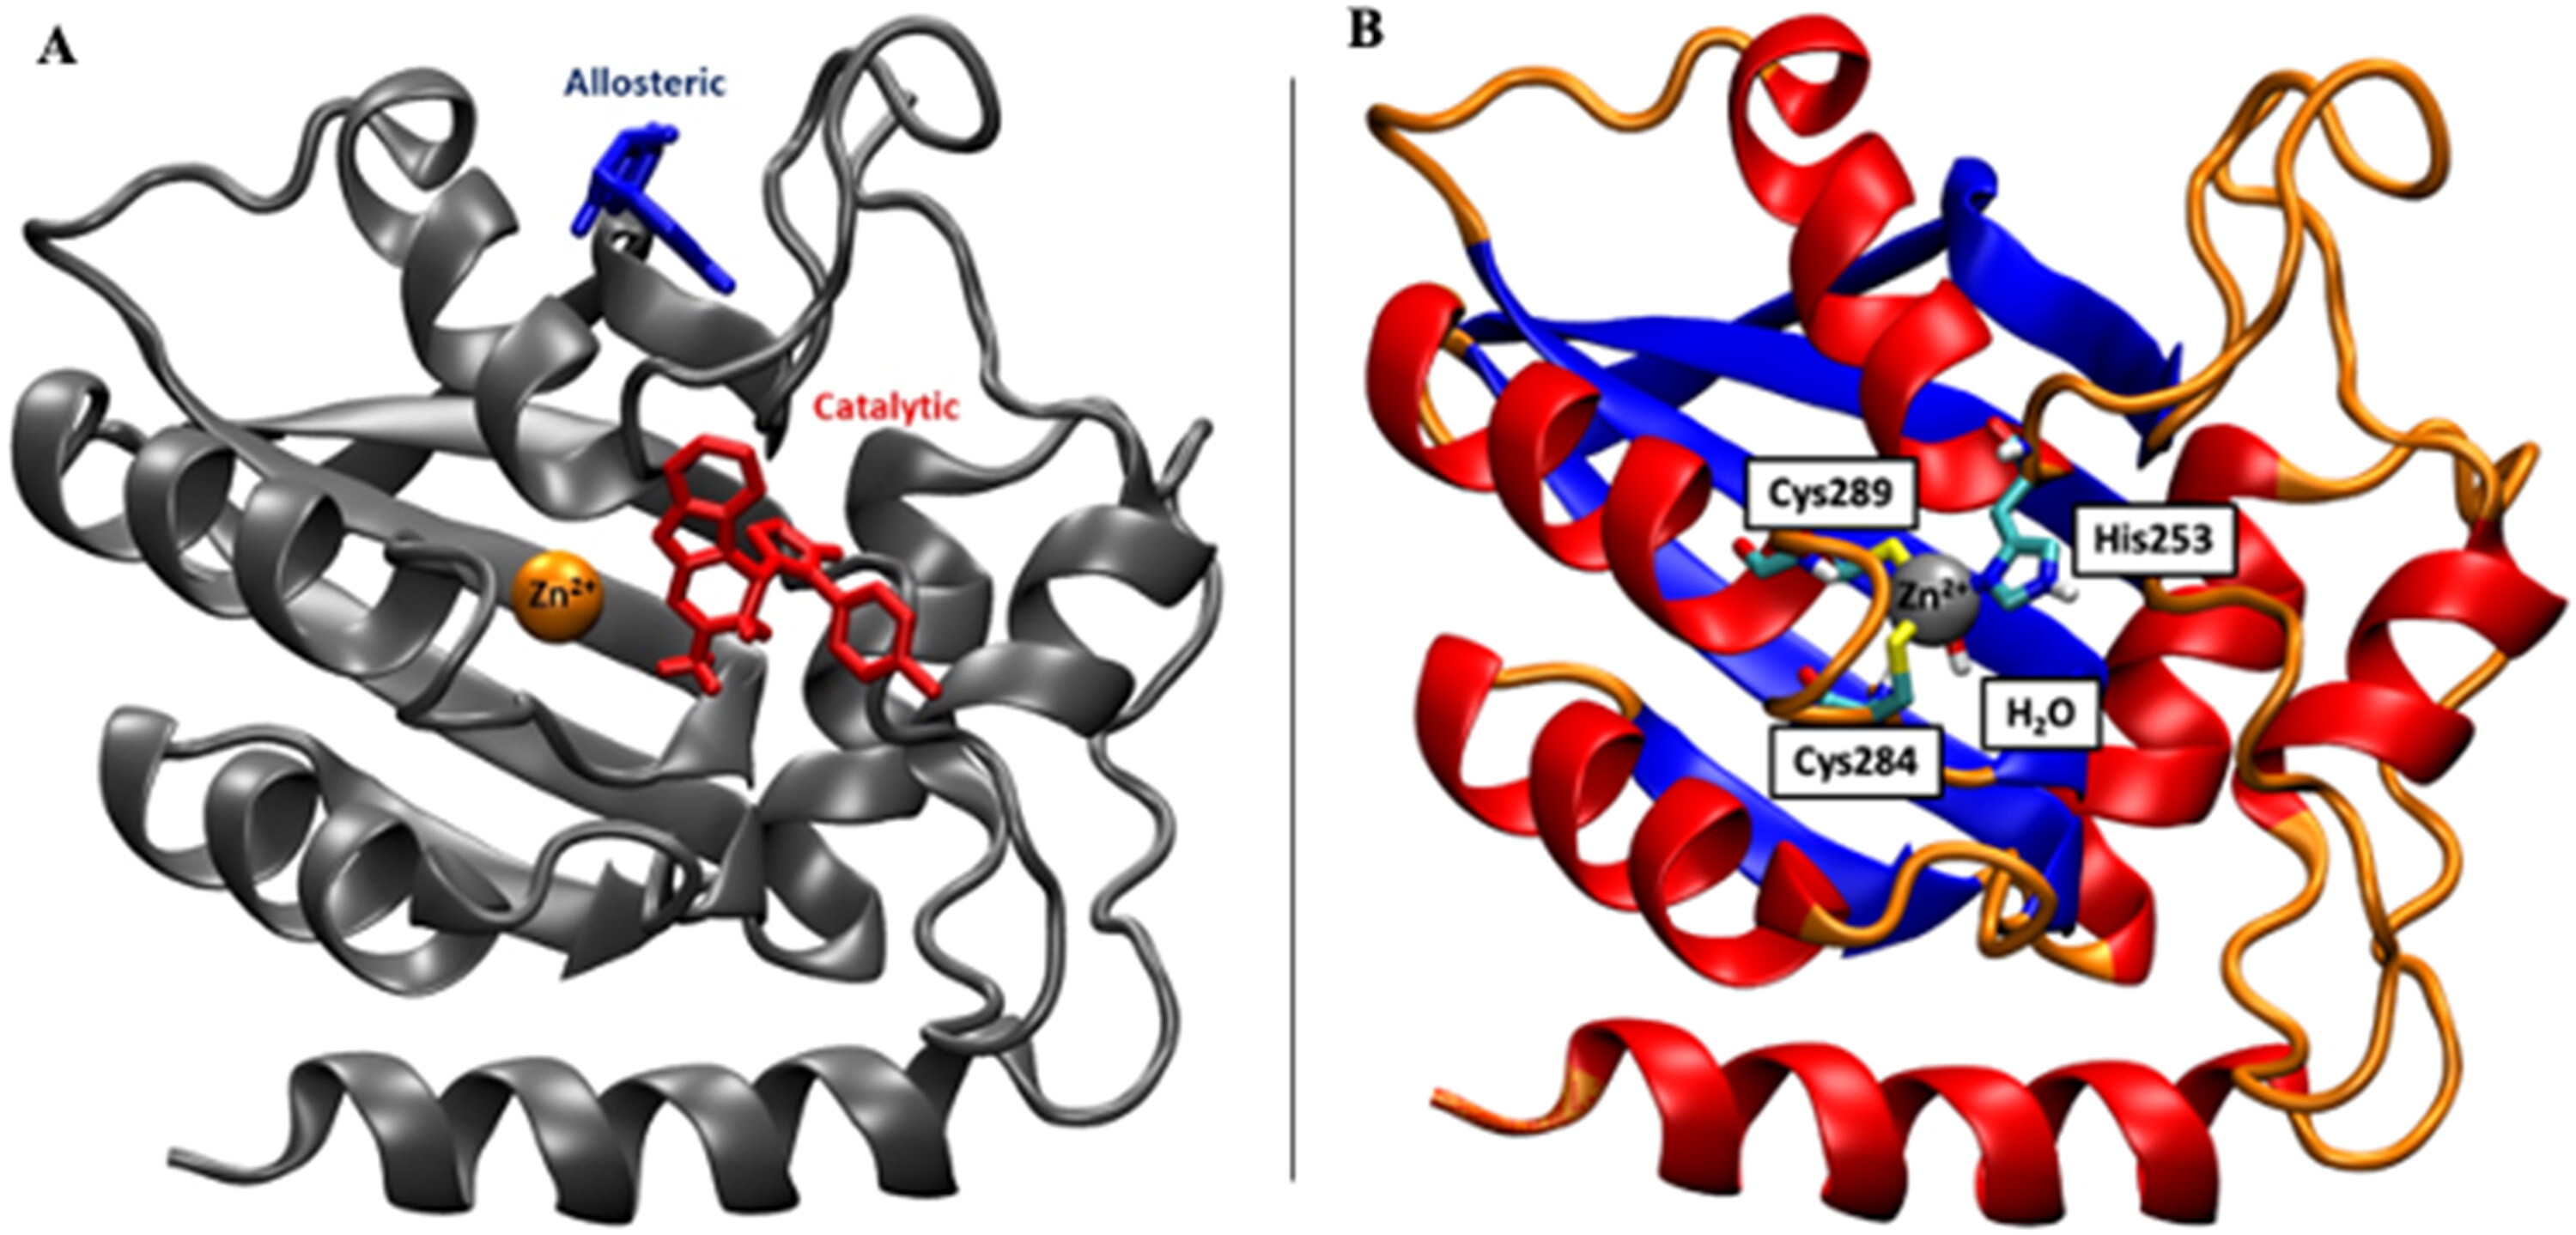 A
Allosteric
Catalytic
Zn²⁺
B
Cys289
His253
Zn²⁺
H₂O
Cys284